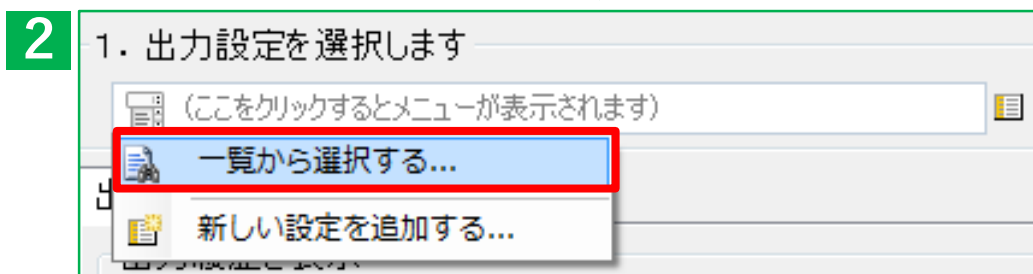 2
1. 出力設定を選択します
(ここをクリックするとメニューが表示されます)
一覧から選択する...
出
新しい設定を追加する...